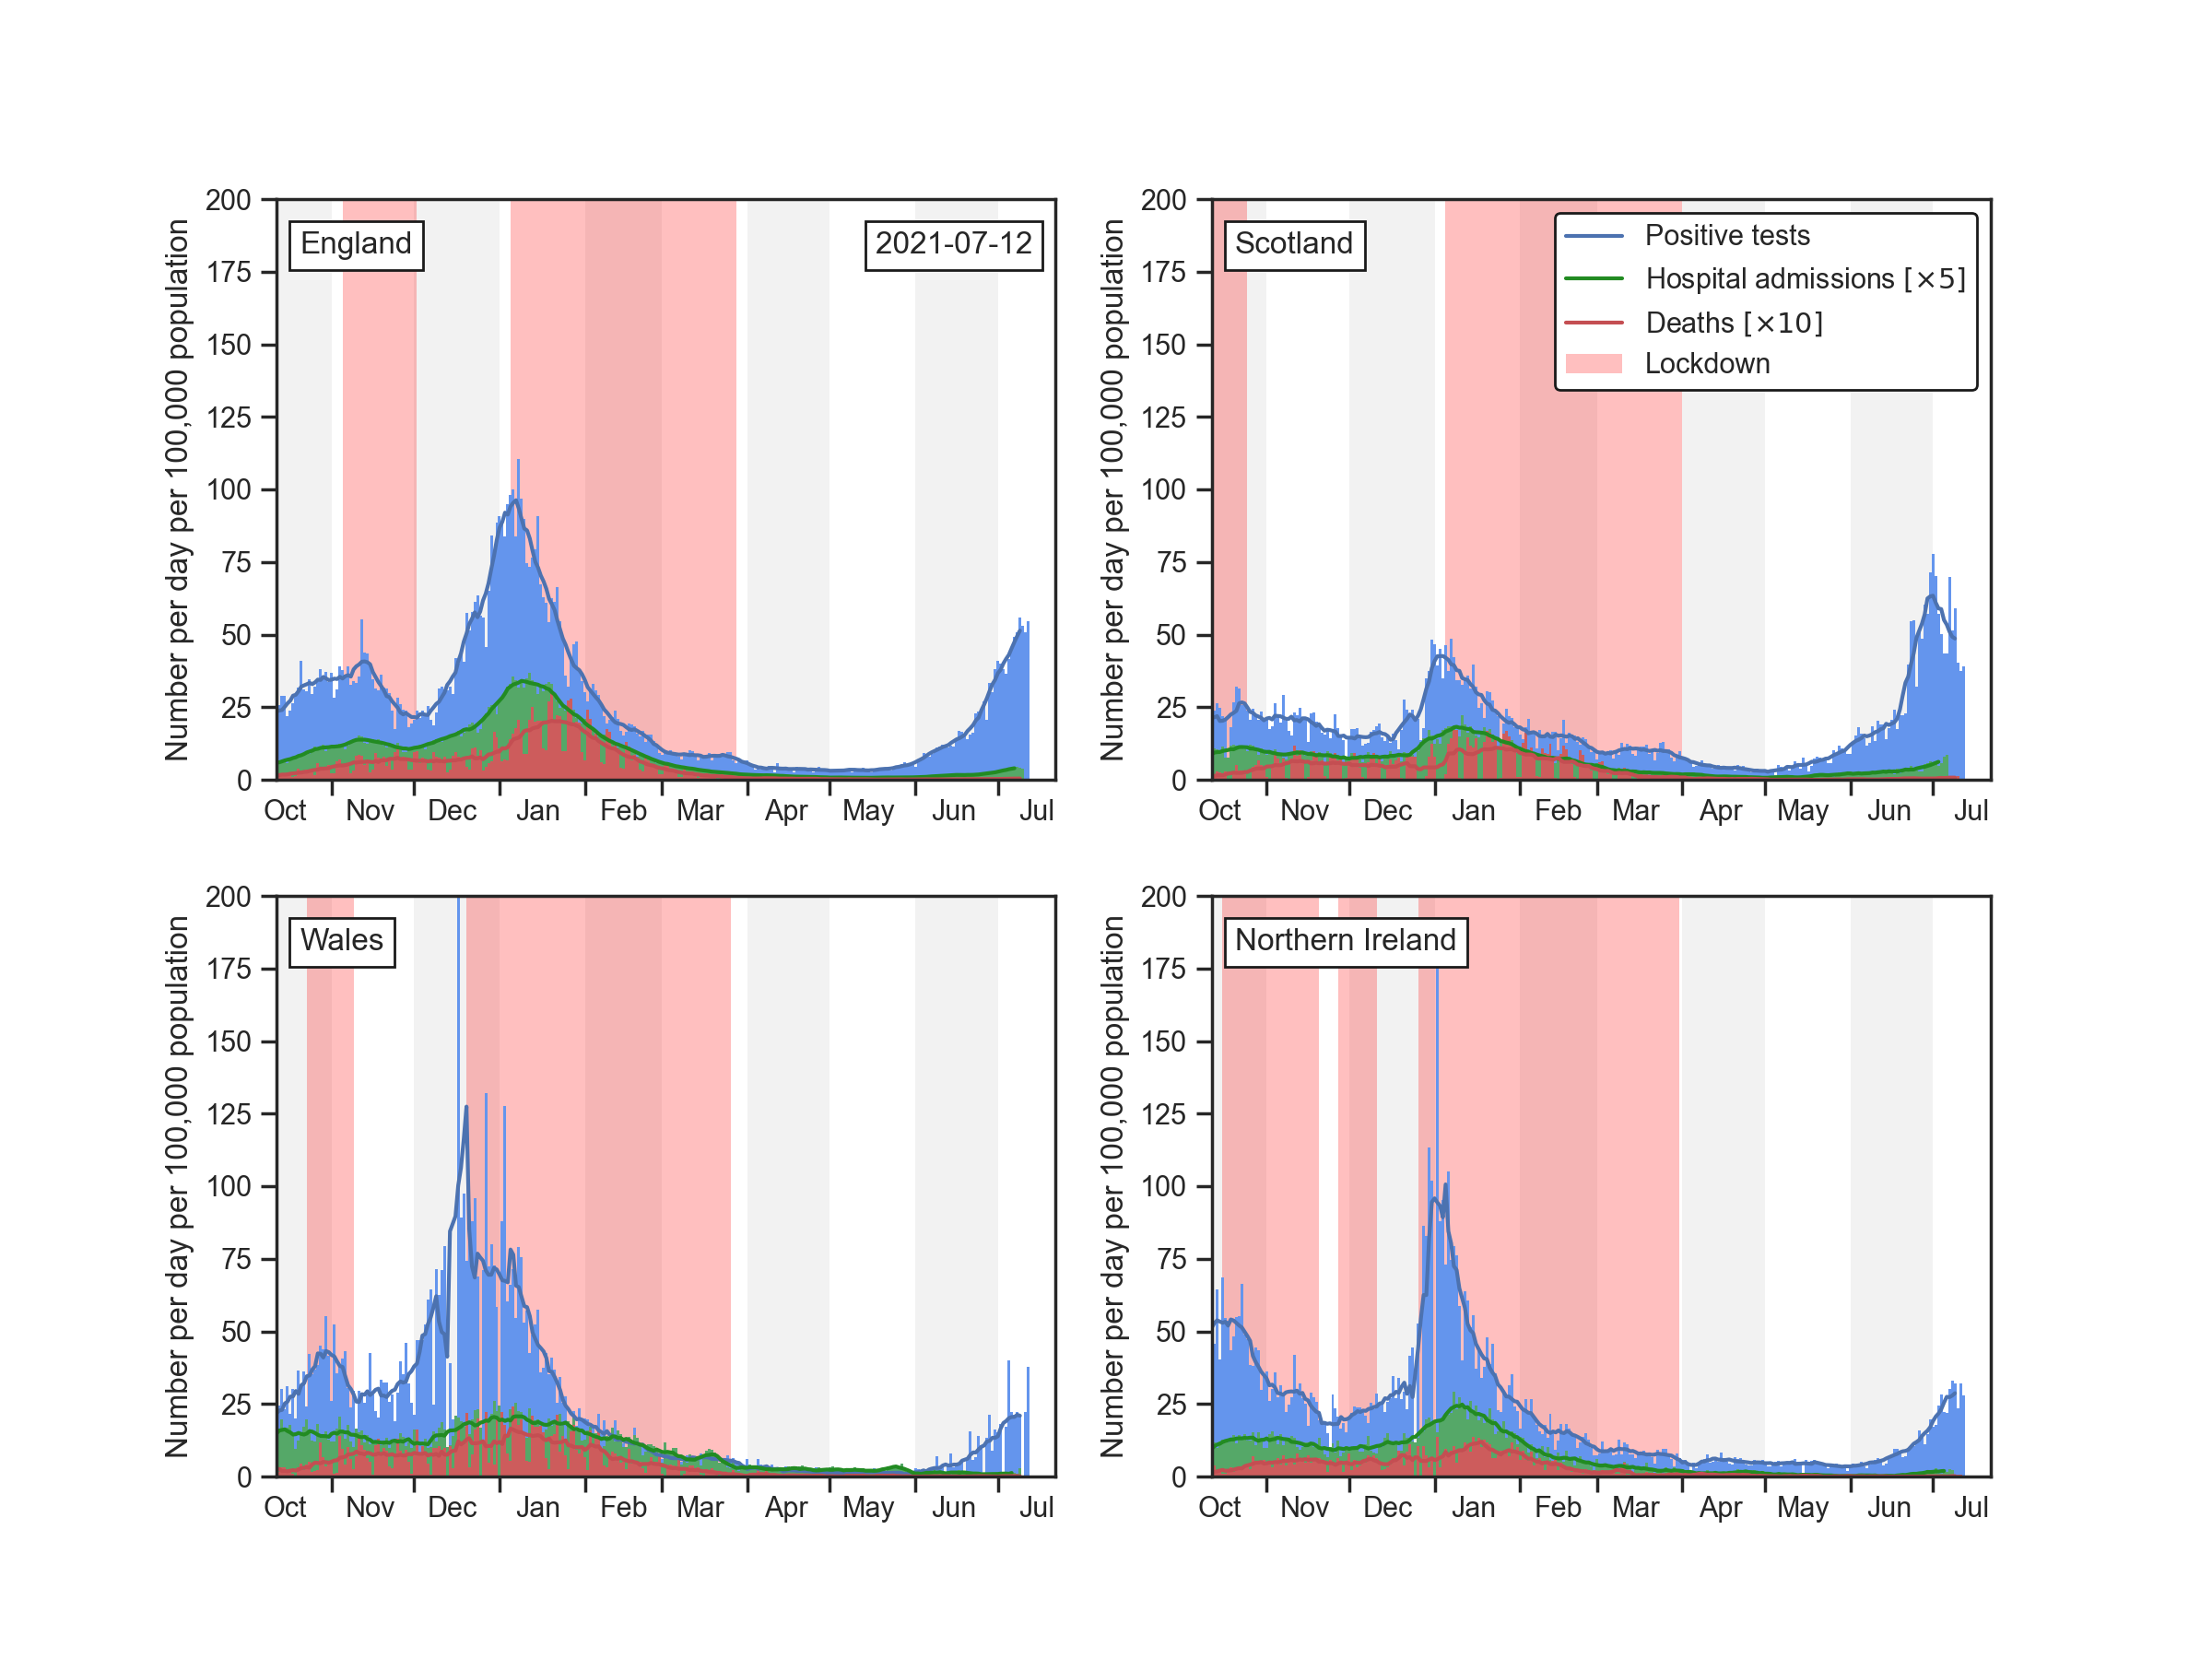 England
2021-07-12
Number per day per 100,000 population
200
175
150
125
100
75
50
25
0
Oct Nov Dec Jan Feb Mar Apr May Jun Jul
Scotland
Positive tests
Hospital admissions [×5]
Deaths [×10]
Lockdown
Number per day per 100,000 population
200
175
150
125
100
75
50
25
0
Oct Nov Dec Jan Feb Mar Apr May Jun Jul
Wales
Number per day per 100,000 population
200
175
150
125
100
75
50
25
0
Oct Nov Dec Jan Feb Mar Apr May Jun Jul
Northern Ireland
Number per day per 100,000 population
200
175
150
125
100
75
50
25
0
Oct Nov Dec Jan Feb Mar Apr May Jun Jul